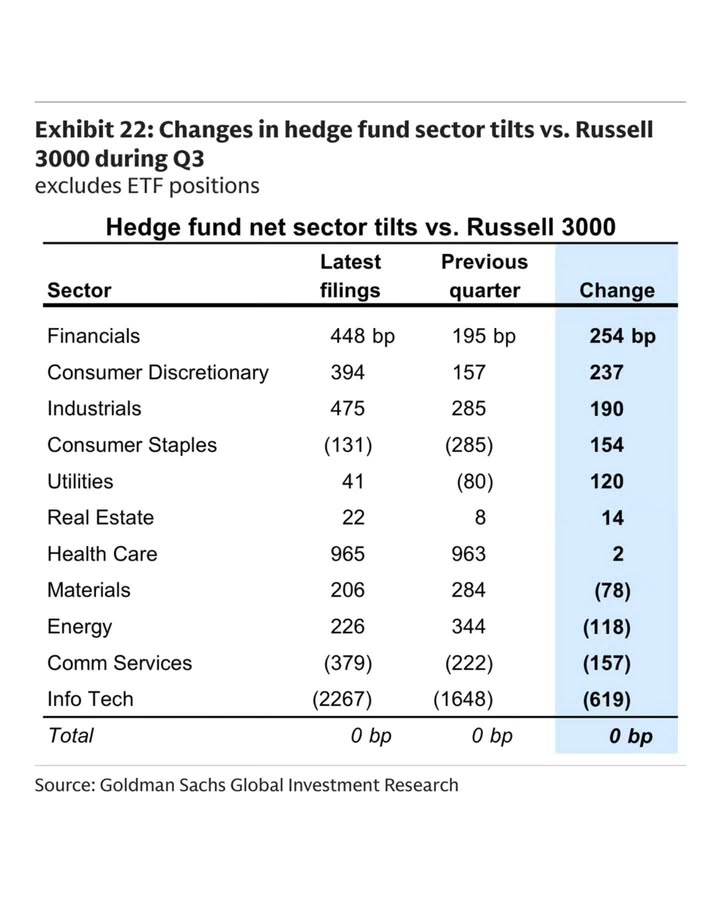 Exhibit 22: Changes in hedge fund sector tilts vs. Russell
3000 during Q3
excludes ETF positions
Hedge fund net sector tilts vs. Russell 3000
Sector Latest filings Previous quarter Change
Financials 448 bp 195 bp 254 bp
Consumer Discretionary 394 157 237
Industrials 475 285 190
Consumer Staples (131) (285) 154
Utilities 41 (80) 120
Real Estate 22 8 14
Health Care 965 963 2
Materials 206 284 (78)
Energy 226 344 (118)
Comm Services (379) (222) (157)
Info Tech (2267) (1648) (619)
Total 0 bp 0 bp 0 bp
Source: Goldman Sachs Global Investment Research